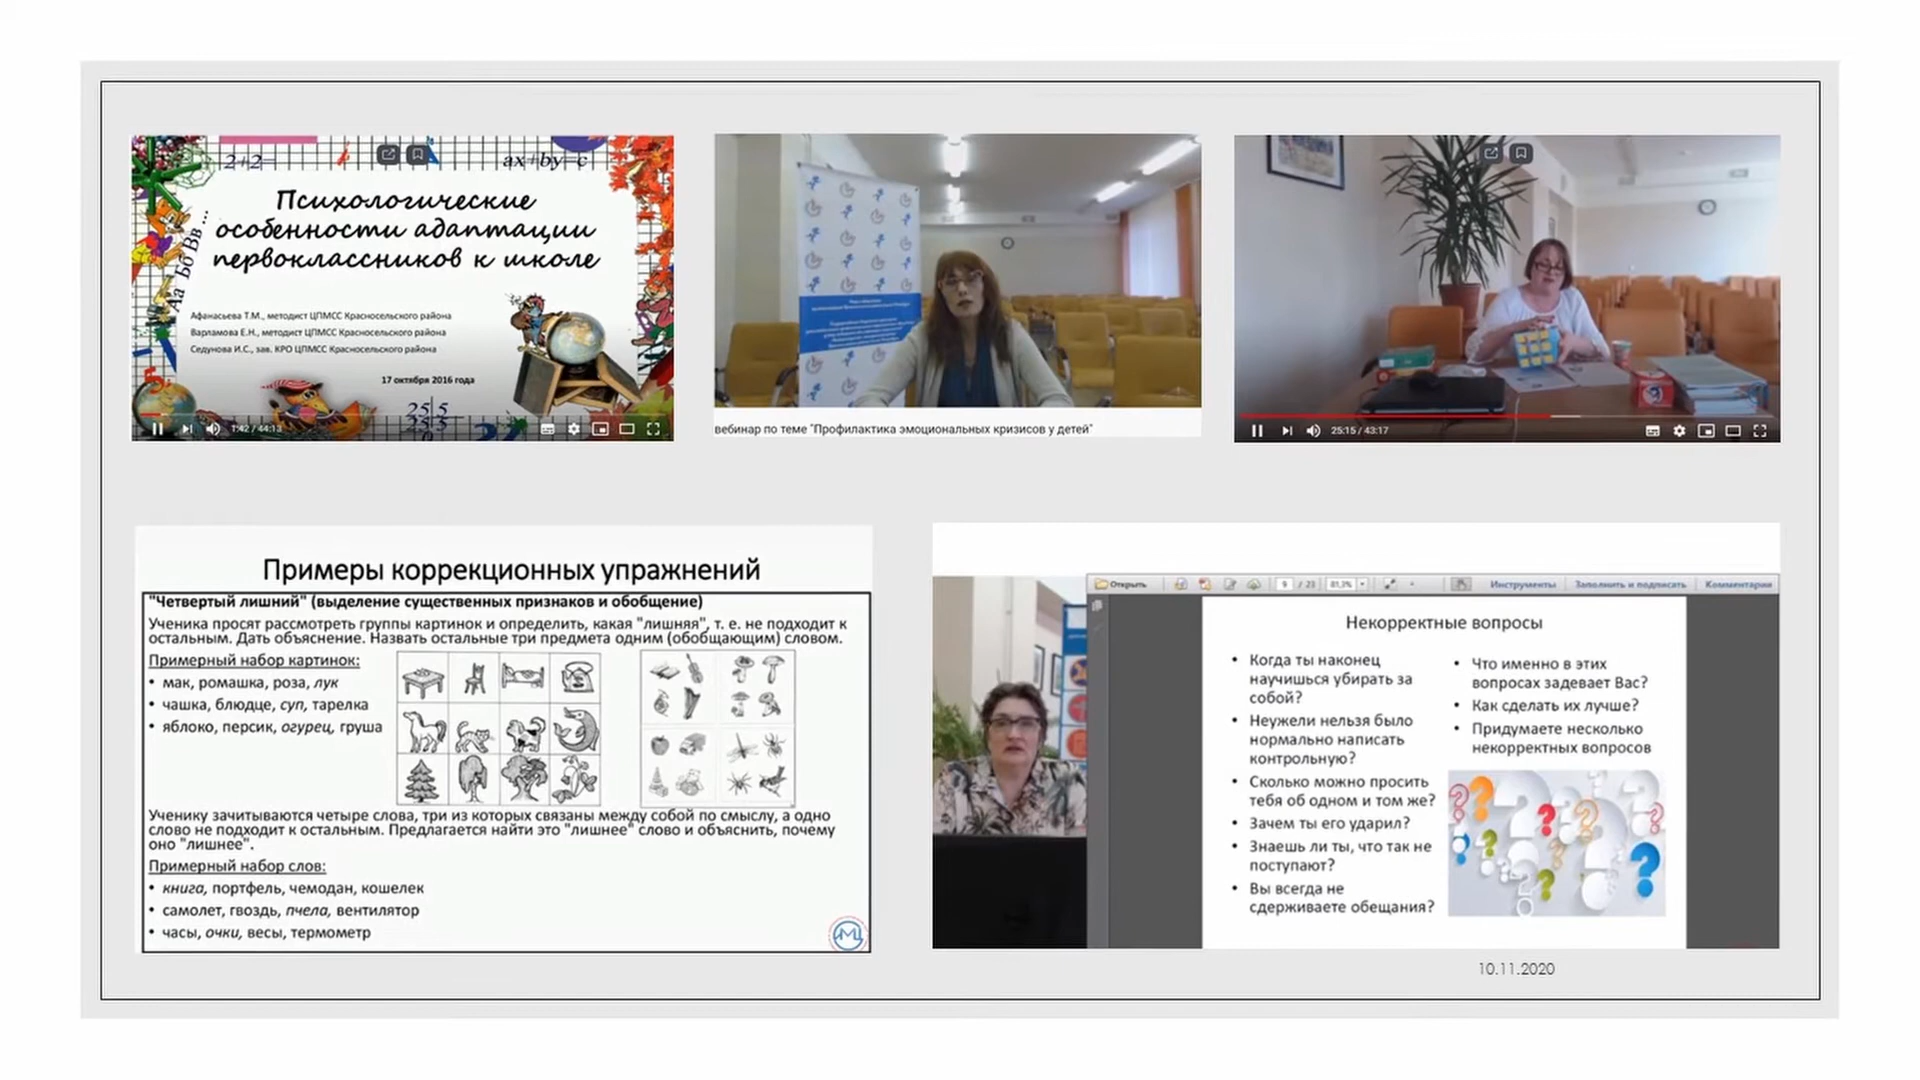 2+2=
ax+by=c
Аа Бб Вв ...
Психологические
особенности адаптации
первоклассников к школе
Афанасьева Т.М., методист ЦПМСС Красносельского района
Варламова Е.Н., методист ЦПМСС Красносельского района
Седунова И.С., зав. КРО ЦПМСС Красносельского района
17 октября 2016 года
1:42 / 44:13
вебинар по теме "Профилактика эмоциональных кризисов у детей"
25:15 / 43:17
Примеры коррекционных упражнений
"Четвертый лишний" (выделение существенных признаков и обобщение)
Ученика просят рассмотреть группы картинок и определить, какая "лишняя", т. е. не подходит к
остальным. Дать объяснение. Назвать остальные три предмета одним (обобщающим) словом.
Примерный набор картинок:
• мак, ромашка, роза, лук
• чашка, блюдце, суп, тарелка
• яблоко, персик, огурец, груша
Ученику зачитываются четыре слова, три из которых связаны между собой по смыслу, а одно
слово не подходит к остальным. Предлагается найти это "лишнее" слово и объяснить, почему
оно "лишнее".
Примерный набор слов:
• книга, портфель, чемодан, кошелек
• самолет, гвоздь, пчела, вентилятор
• часы, очки, весы, термометр
ИМЦ
Открыть 9 / 23 81,3% Инструменты Заполнить и подписать Комментарии
Некорректные вопросы
• Когда ты наконец
научишься убирать за
собой?
• Неужели нельзя было
нормально написать
контрольную?
• Сколько можно просить
тебя об одном и том же?
• Зачем ты его ударил?
• Знаешь ли ты, что так не
поступают?
• Вы всегда не
сдерживаете обещания?
• Что именно в этих
вопросах задевает Вас?
• Как сделать их лучше?
• Придумаете несколько
некорректных вопросов
10.11.2020